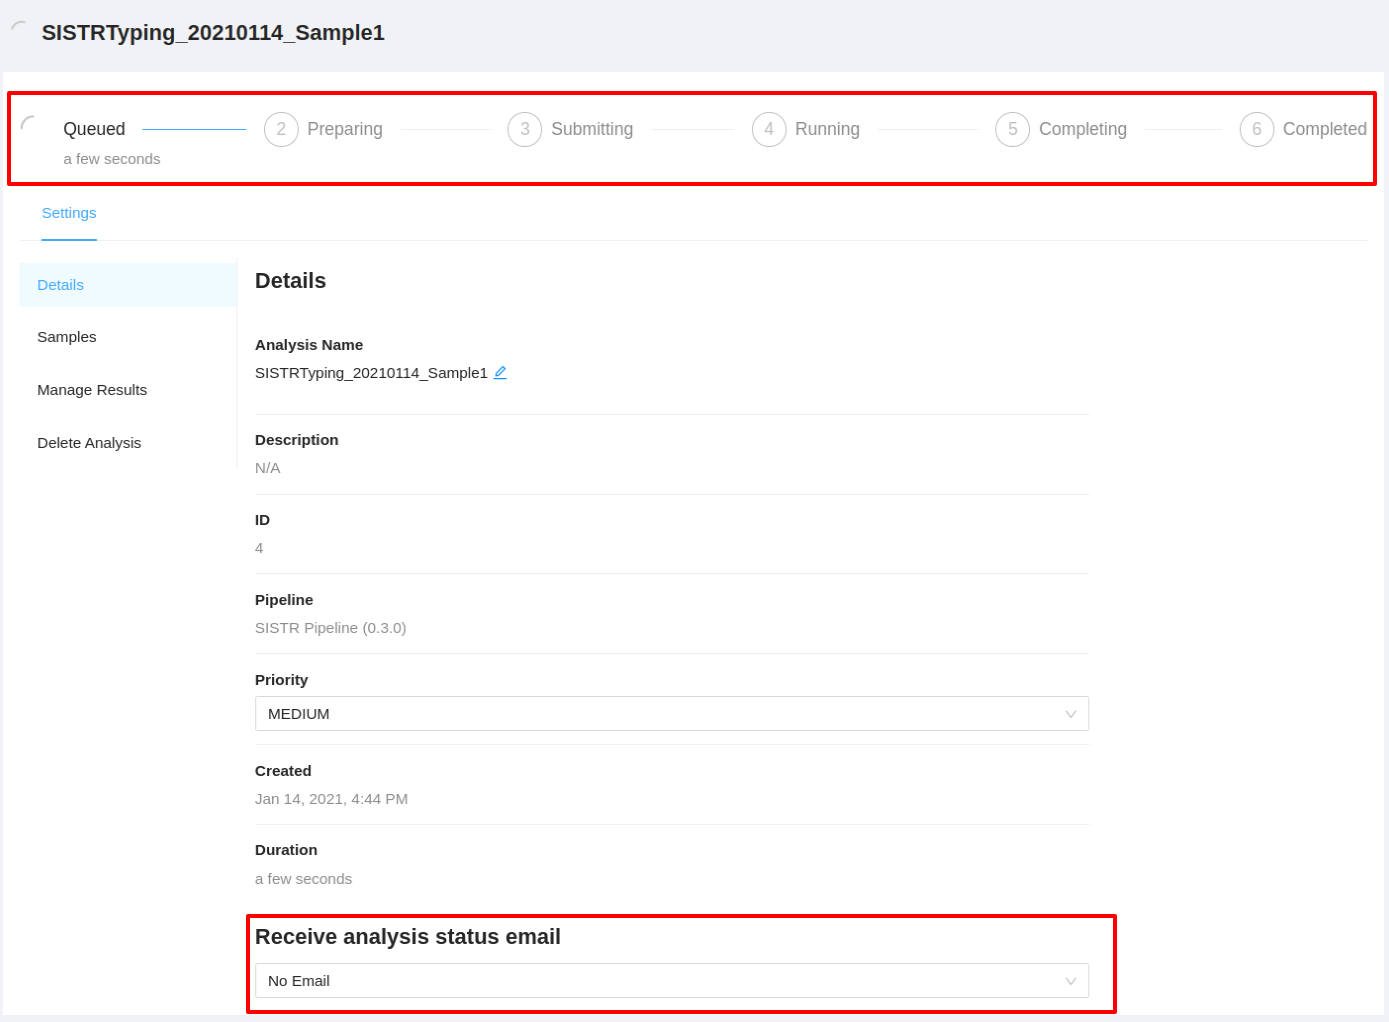 SISTRTyping_20210114_Sample1
Queued 2 Preparing 3 Submitting 4 Running 5 Completing 6 Completed
a few seconds
Settings
Details
Samples
Manage Results
Delete Analysis
Details
Analysis Name
SISTRTyping_20210114_Sample1
Description
N/A
ID
4
Pipeline
SISTR Pipeline (0.3.0)
Priority
MEDIUM
Created
Jan 14, 2021, 4:44 PM
Duration
a few seconds
Receive analysis status email
No Email